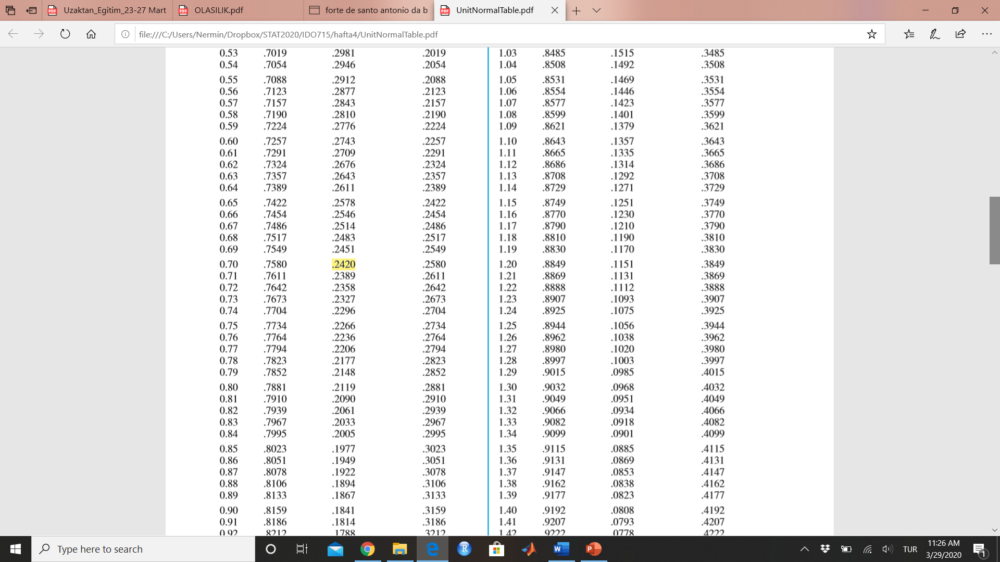 Uzaktan_Egitim_23-27 Mart
OLASILIK.pdf
forte de santo antonio da b
UnitNormalTable.pdf
file:///C:/Users/Nermin/Dropbox/STAT2020/IDO715/hafta4/UnitNormalTable.pdf
0.53 .7019 .2981 .2019 1.03 .8485 .1515 .3485
0.54 .7054 .2946 .2054 1.04 .8508 .1492 .3508
0.55 .7088 .2912 .2088 1.05 .8531 .1469 .3531
0.56 .7123 .2877 .2123 1.06 .8554 .1446 .3554
0.57 .7157 .2843 .2157 1.07 .8577 .1423 .3577
0.58 .7190 .2810 .2190 1.08 .8599 .1401 .3599
0.59 .7224 .2776 .2224 1.09 .8621 .1379 .3621
0.60 .7257 .2743 .2257 1.10 .8643 .1357 .3643
0.61 .7291 .2709 .2291 1.11 .8665 .1335 .3665
0.62 .7324 .2676 .2324 1.12 .8686 .1314 .3686
0.63 .7357 .2643 .2357 1.13 .8708 .1292 .3708
0.64 .7389 .2611 .2389 1.14 .8729 .1271 .3729
0.65 .7422 .2578 .2422 1.15 .8749 .1251 .3749
0.66 .7454 .2546 .2454 1.16 .8770 .1230 .3770
0.67 .7486 .2514 .2486 1.17 .8790 .1210 .3790
0.68 .7517 .2483 .2517 1.18 .8810 .1190 .3810
0.69 .7549 .2451 .2549 1.19 .8830 .1170 .3830
0.70 .7580 .2420 .2580 1.20 .8849 .1151 .3849
0.71 .7611 .2389 .2611 1.21 .8869 .1131 .3869
0.72 .7642 .2358 .2642 1.22 .8888 .1112 .3888
0.73 .7673 .2327 .2673 1.23 .8907 .1093 .3907
0.74 .7704 .2296 .2704 1.24 .8925 .1075 .3925
0.75 .7734 .2266 .2734 1.25 .8944 .1056 .3944
0.76 .7764 .2236 .2764 1.26 .8962 .1038 .3962
0.77 .7794 .2206 .2794 1.27 .8980 .1020 .3980
0.78 .7823 .2177 .2823 1.28 .8997 .1003 .3997
0.79 .7852 .2148 .2852 1.29 .9015 .0985 .4015
0.80 .7881 .2119 .2881 1.30 .9032 .0968 .4032
0.81 .7910 .2090 .2910 1.31 .9049 .0951 .4049
0.82 .7939 .2061 .2939 1.32 .9066 .0934 .4066
0.83 .7967 .2033 .2967 1.33 .9082 .0918 .4082
0.84 .7995 .2005 .2995 1.34 .9099 .0901 .4099
0.85 .8023 .1977 .3023 1.35 .9115 .0885 .4115
0.86 .8051 .1949 .3051 1.36 .9131 .0869 .4131
0.87 .8078 .1922 .3078 1.37 .9147 .0853 .4147
0.88 .8106 .1894 .3106 1.38 .9162 .0838 .4162
0.89 .8133 .1867 .3133 1.39 .9177 .0823 .4177
0.90 .8159 .1841 .3159 1.40 .9192 .0808 .4192
0.91 .8186 .1814 .3186 1.41 .9207 .0793 .4207
0.92 .8212 .1788 .3212 1.42 .9222 .0778 .4222
Type here to search
TUR
11:26 AM
3/29/2020
1